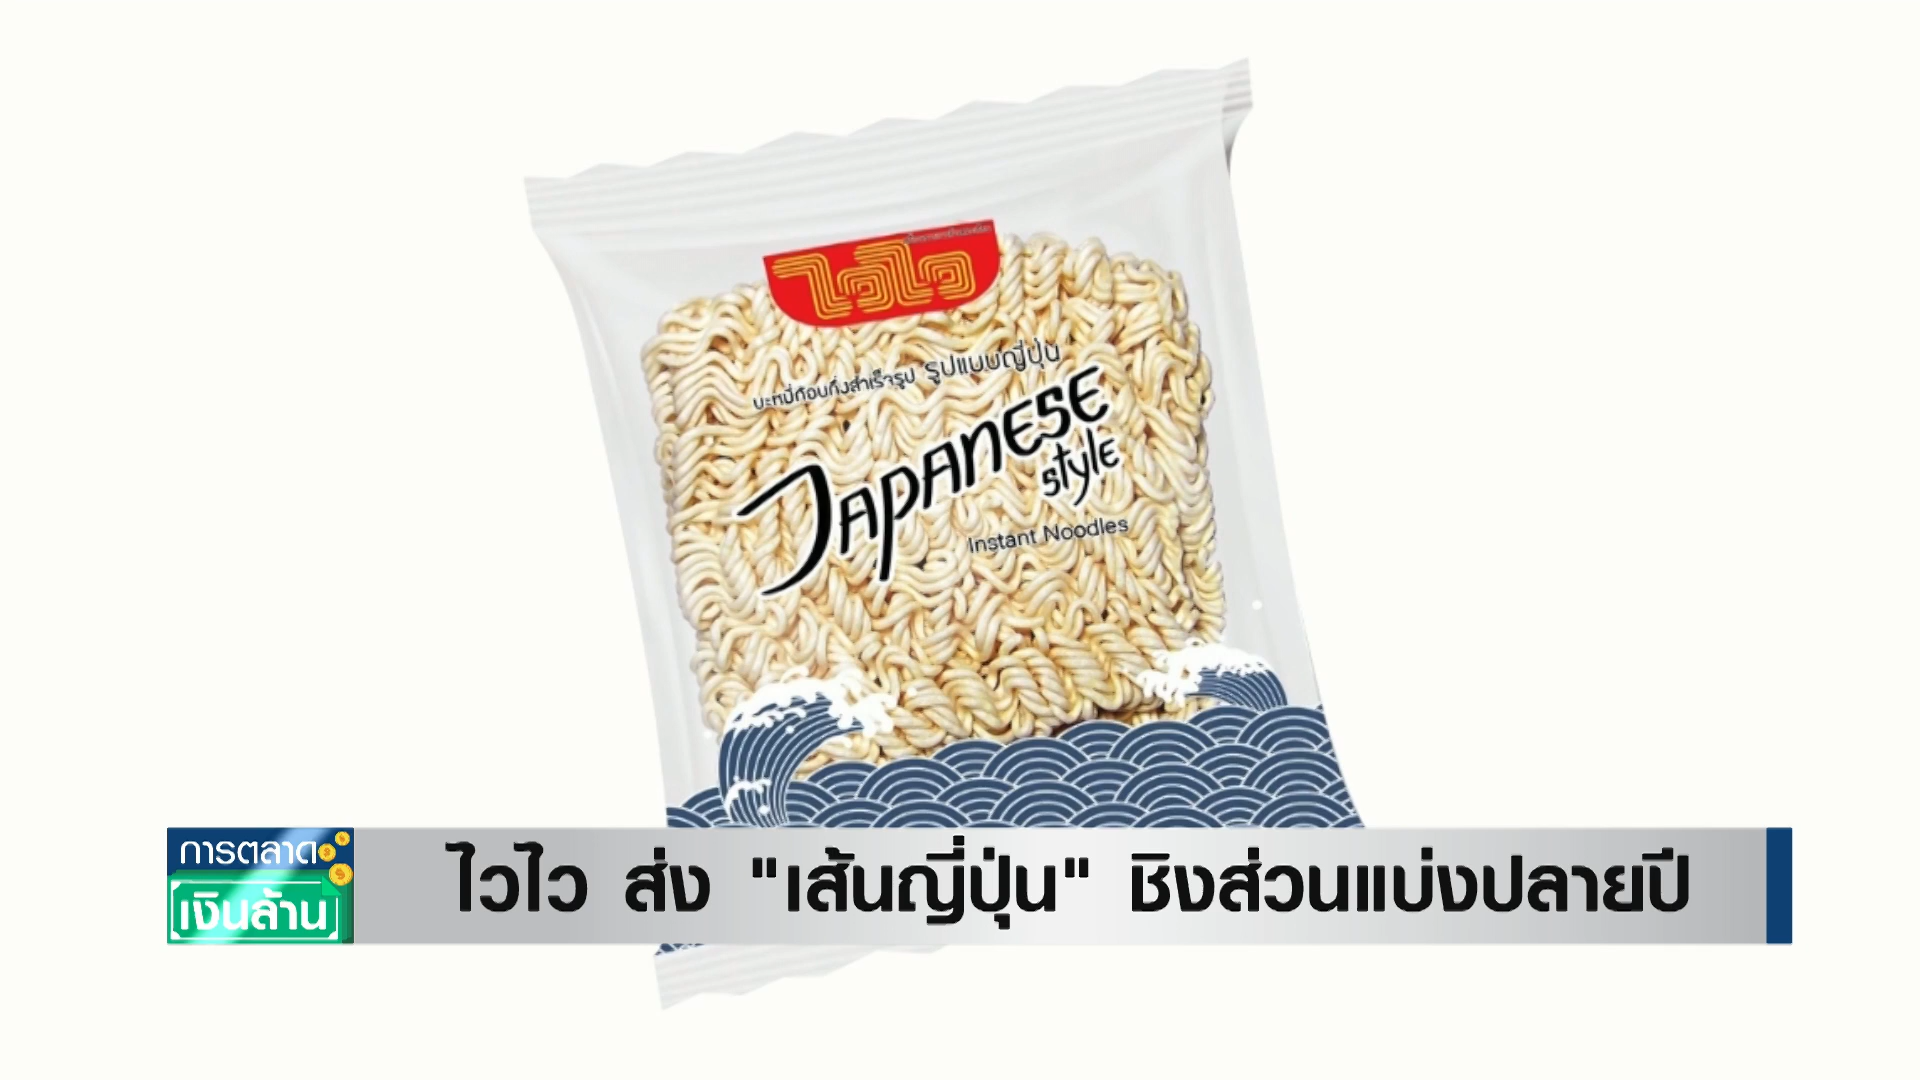 ไวไว
บะหมี่ก้อนกึ่งสำเร็จรูป รูปแบบญี่ปุ่น
JAPANESE
style
Instant Noodles
การตลาด
เงินล้าน
ไวไว ส่ง "เส้นญี่ปุ่น" ชิงส่วนแบ่งปลายปี